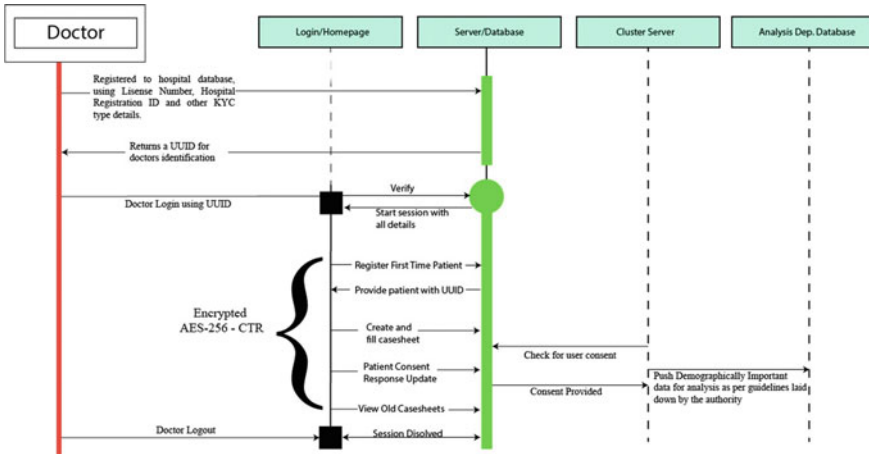 Doctor
Login/Homepage
Server/Database
Cluster Server
Analysis Dep. Database
Registered to hospital database,
using Lisense Number, Hospital
Registration ID and other KYC
type details.
Returns a UUID for
doctors identification
Verify
Doctor Login using UUID
Start session with
all details
Register First Time Patient
Provide patient with UUID
Encrypted
AES-256 - CTR
Create and
fill casesheet
Check for user consent
Patient Consent
Response Update
Push Demographically Important
data for analysis as per guidelines laid
down by the authority
Consent Provided
View Old Casesheets
Doctor Logout
Session Disolved